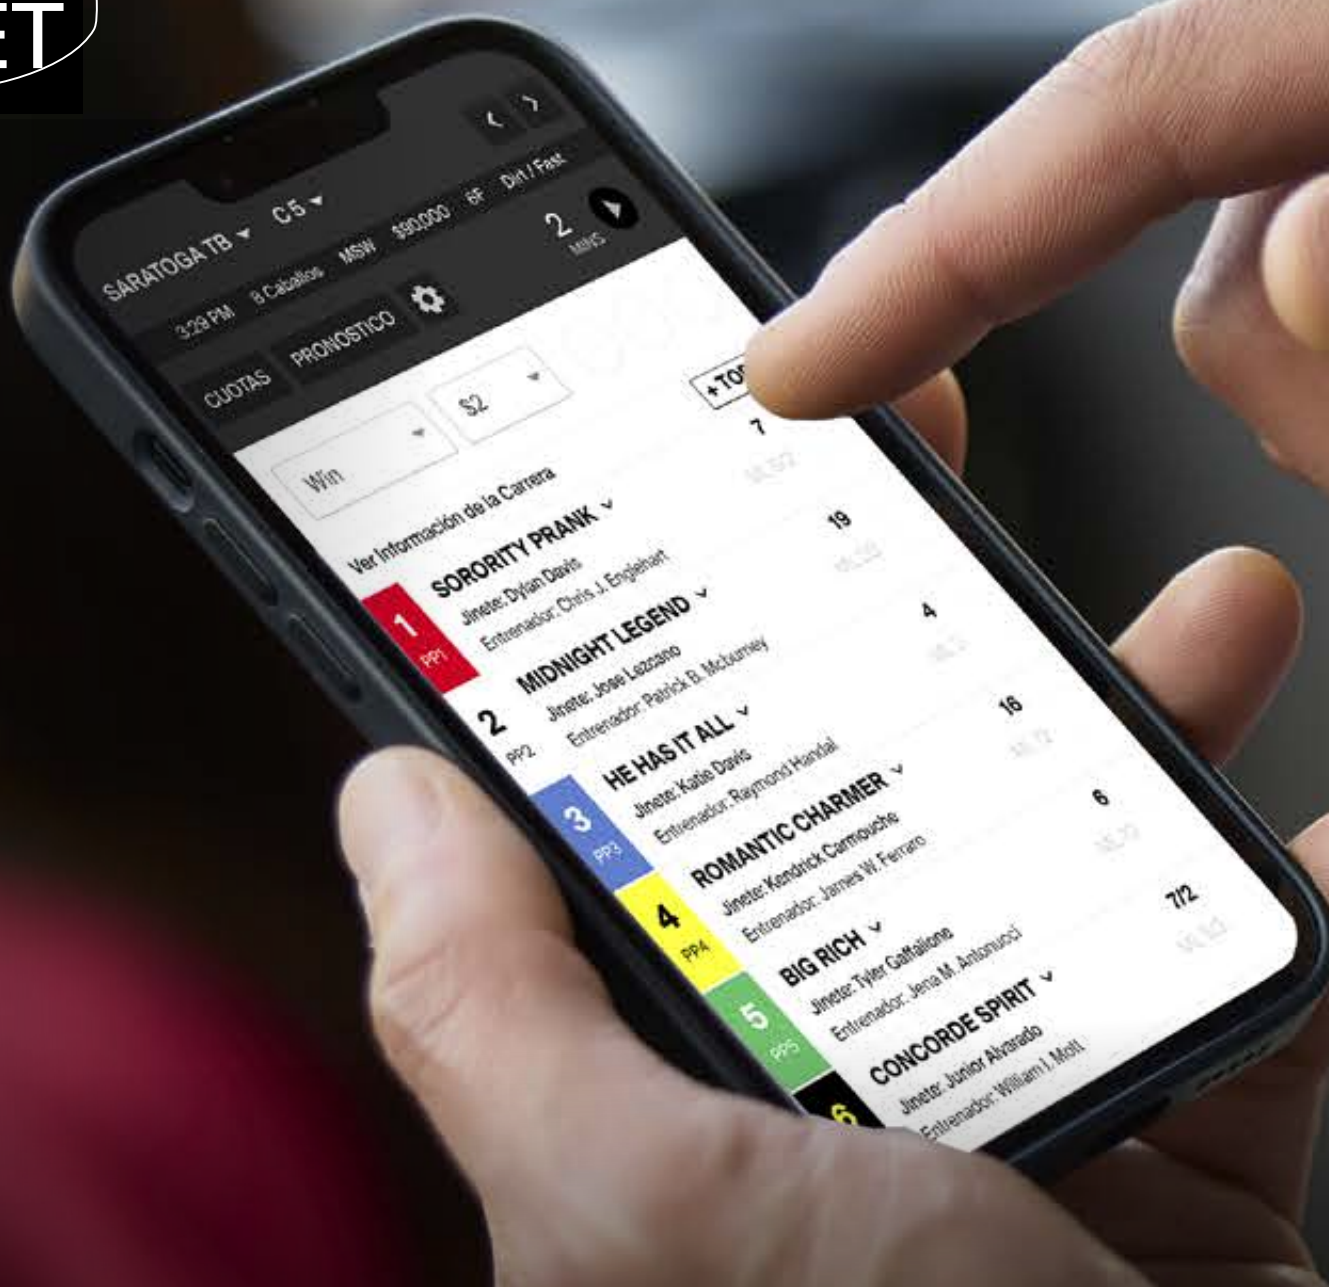 ET
SARATOGA TB C 5
3:29 PM 8 Caballos MSW $90,000 6F Dirt / Fast
CUOTAS PRONOSTICO 2
MINS
Win $2
Ver Información de la Carrera
1
PP1
SORORITY PRANK 7
Jinete: Dylan Davis
Entrenador: Chris J. Englehart
2
PP2
MIDNIGHT LEGEND 19
Jinete: Jose Lezcano
Entrenador: Patrick B. Mcburney
3
PP3
HE HAS IT ALL 4
Jinete: Katie Davis
Entrenador: Raymond Handal
4
PP4
ROMANTIC CHARMER 16
Jinete: Kendrick Carmouche
Entrenador: James W. Ferraro
5
PP5
BIG RICH 6
Jinete: Tyler Gaffalione
Entrenador: Jena M. Antonucci
6
CONCORDE SPIRIT 7/2
Jinete: Junior Alvarado
Entrenador: William I. Mott